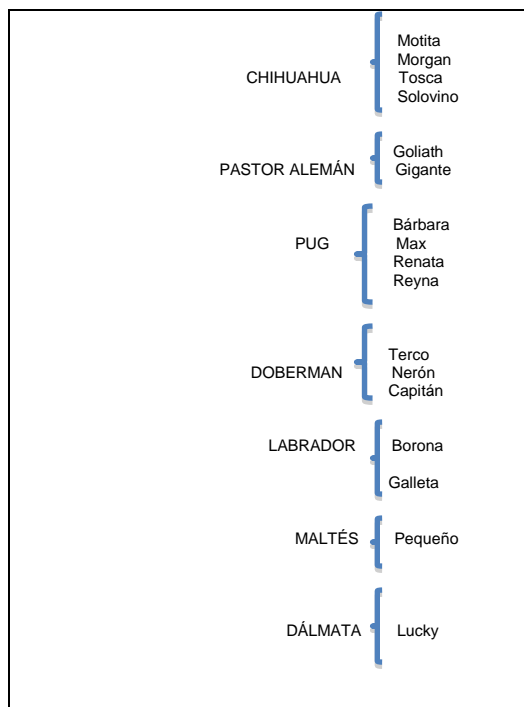 Motita
Morgan
CHIHUAHUA
Tosca
Solovino
Goliath
PASTOR ALEMÁN
Gigante
Bárbara
PUG
Max
Renata
Reyna
Terco
DOBERMAN
Nerón
Capitán
LABRADOR
Borona
Galleta
MALTÉS
Pequeño
DÁLMATA
Lucky